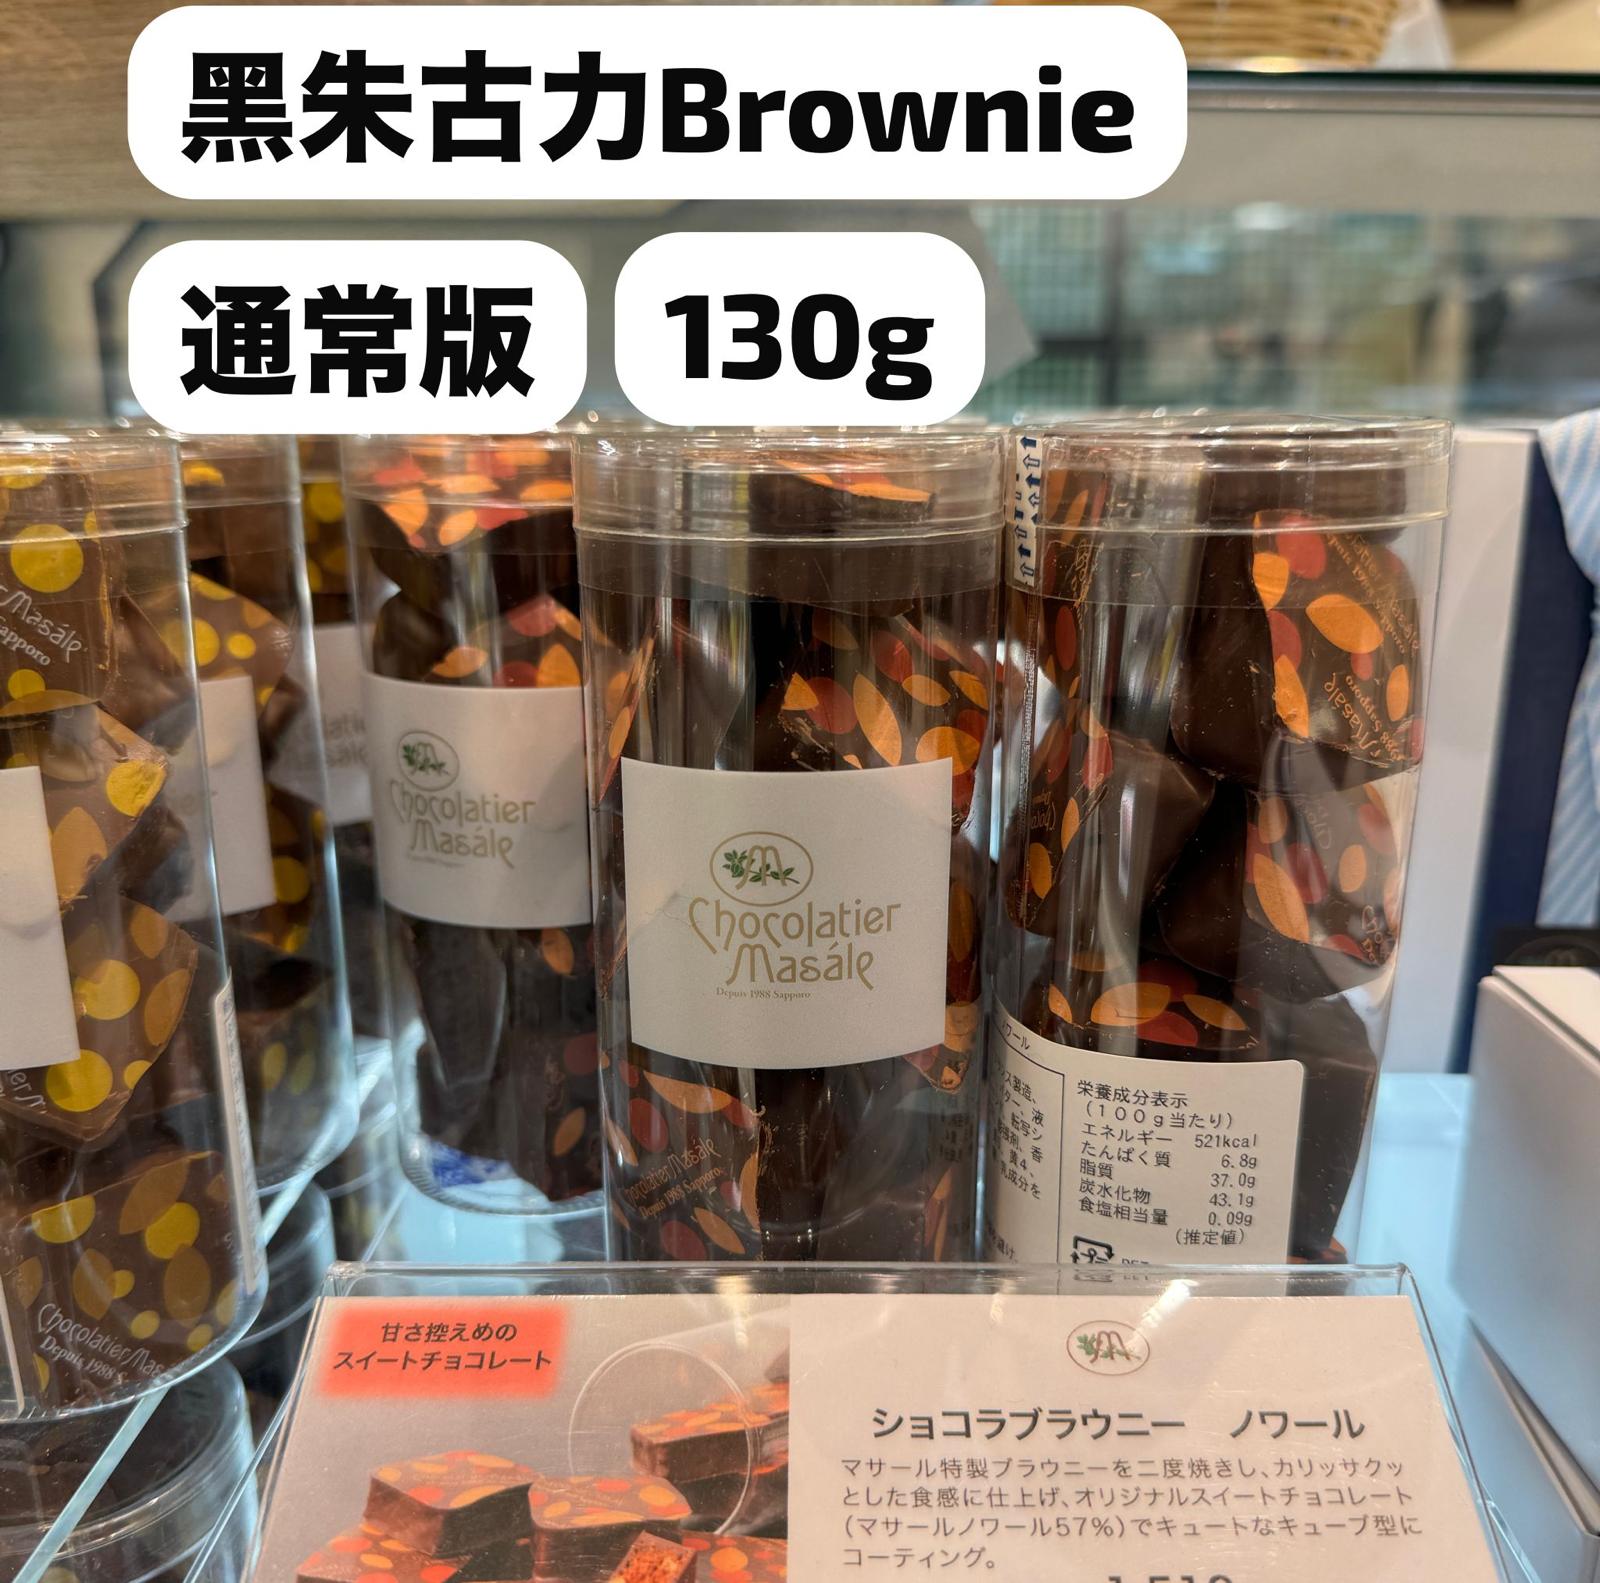 黑朱古力Brownie
通常版
130g
Masále
Sapporo
Chocolatier
Masále
Chocolatier
Masále
Depuis 1988 Sapporo
栄養成分表示
(100g当たり)
エネルギー 521kcal
たんぱく質 6.8g
脂質 37.0g
炭水化物 43.1g
食塩相当量 0.09g
(推定値)
Chocolatier
Depuis 1988 S
甘さ控えめの
スイートチョコレート
ショコラブラウニー ノワール
マサール特製ブラウニーを二度焼きし、カリッサクッ
とした食感に仕上げ、オリジナルスイートチョコレート
(マサールノワール57%)でキュートなキューブ型に
コーティング。